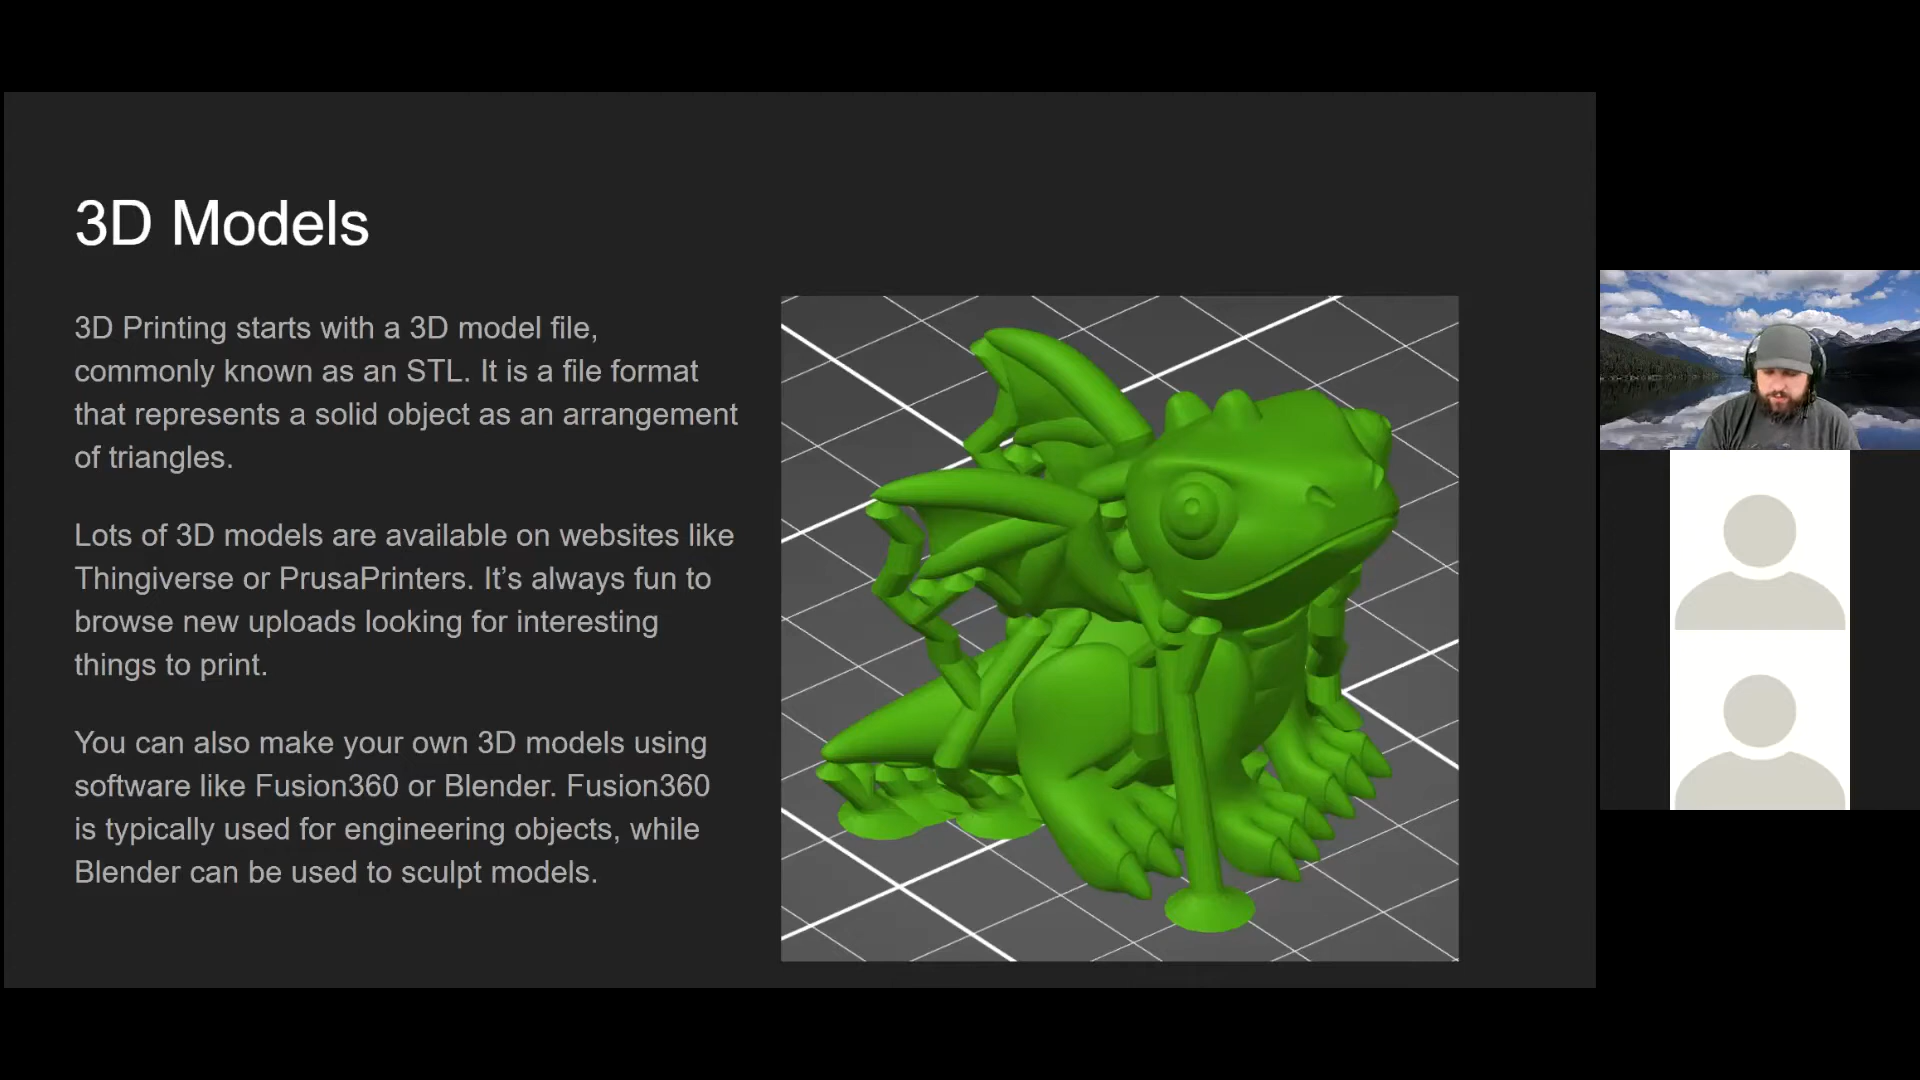 3D Models
3D Printing starts with a 3D model file,
commonly known as an STL. It is a file format
that represents a solid object as an arrangement
of triangles.
Lots of 3D models are available on websites like
Thingiverse or PrusaPrinters. It’s always fun to
browse new uploads looking for interesting
things to print.
You can also make your own 3D models using
software like Fusion360 or Blender. Fusion360
is typically used for engineering objects, while
Blender can be used to sculpt models.